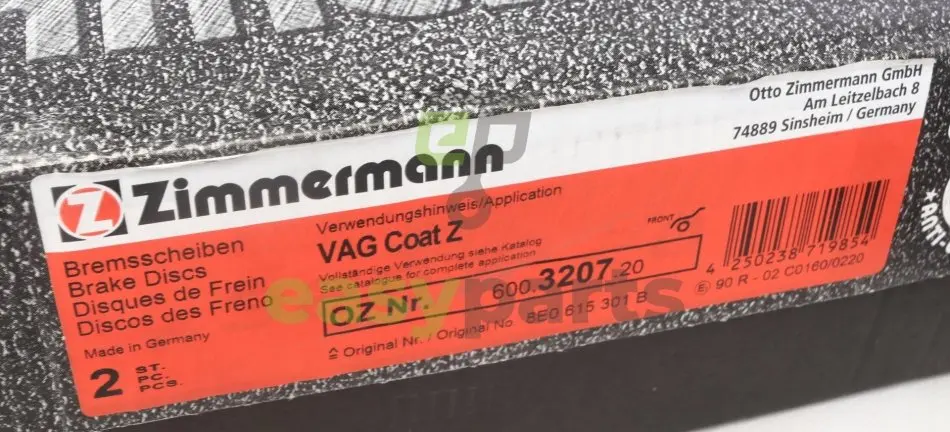 Otto Zimmermann GmbH
Am Leitzelbach 8
74889 Sinsheim / Germany
Z Zimmermann
Bremsscheiben
Brake Discs
Disques de Frein
Discos del Freno
Made in Germany
2 ST.
PC.
PCS.
Verwendungshinweis/Application
VAG Coat Z
Vollständige Verwendung siehe Katalog
See catalogue for complete application
OZ Nr. 600.3207.20
≙ Original Nr. / Original No. 8E0 615 301 B
FRONT
4 250238 719854
E 90 R - 02 C0160/0220
easyparts